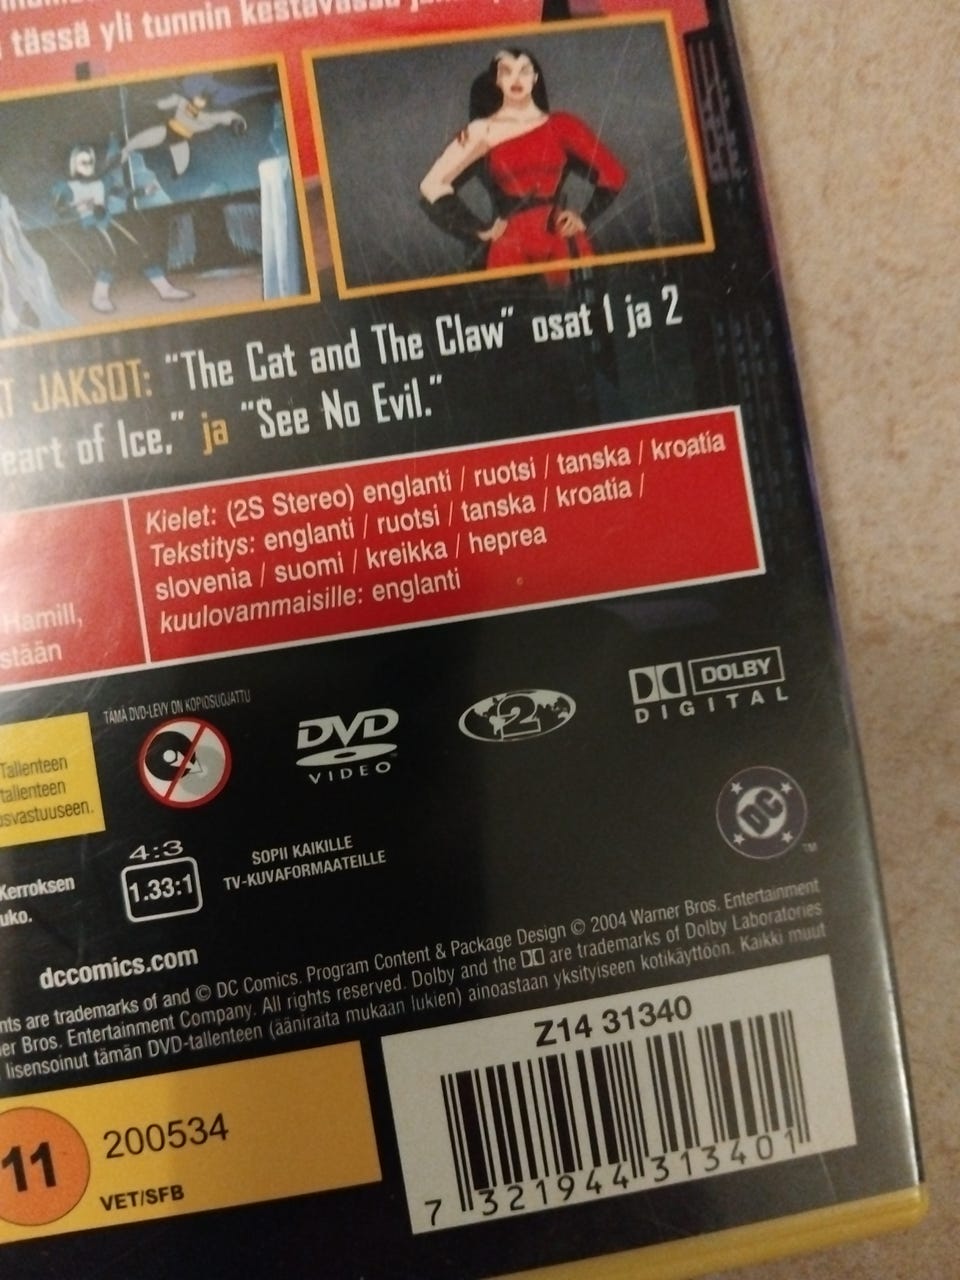 tässä yli tunnin kestävässä
JAKSOT: “The Cat and The Claw” osat 1 ja 2
of Ice,” ja “See No Evil.”
Hamill,
Kielet: (2S Stereo) englanti / ruotsi / tanska / kroatia
Tekstitys: englanti / ruotsi / tanska / kroatia /
slovenia / suomi / kreikka / heprea
kuulovammaisille: englanti
TÄMÄ DVD-LEVY ON KOPIOSUOJATTU
Tallenteen
tallenteen
DVD
VIDEO
2
DOLBY
DIGITAL
DC
™
Kerroksen
4:3
1.33:1
SOPII KAIKILLE
TV-KUVAFORMAATEILLE
dccomics.com
are trademarks of and © DC Comics. Program Content & Package Design © 2004 Warner Bros. Entertainment
Bros. Entertainment Company. All rights reserved. Dolby and the DD are trademarks of Dolby Laboratories
lisensoinut tämän DVD-tallenteen (ääniraita mukaan lukien) ainoastaan yksityiseen kotikäyttöön. Kaikki muut
11
200534
VET/SFB
Z14 31340
7 321944 313401